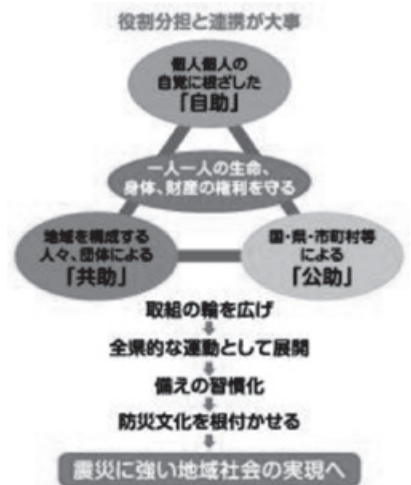 役割分担と連携が大事
個人個人の
自覚に根ざした
「自助」
一人一人の生命、
身体、財産の権利を守る
地域を構成する
人々、団体による
「共助」
国・県・市町村等
による
「公助」
取組の輪を広げ
全県的な運動として展開
備えの習慣化
防災文化を根付かせる
震災に強い地域社会の実現へ